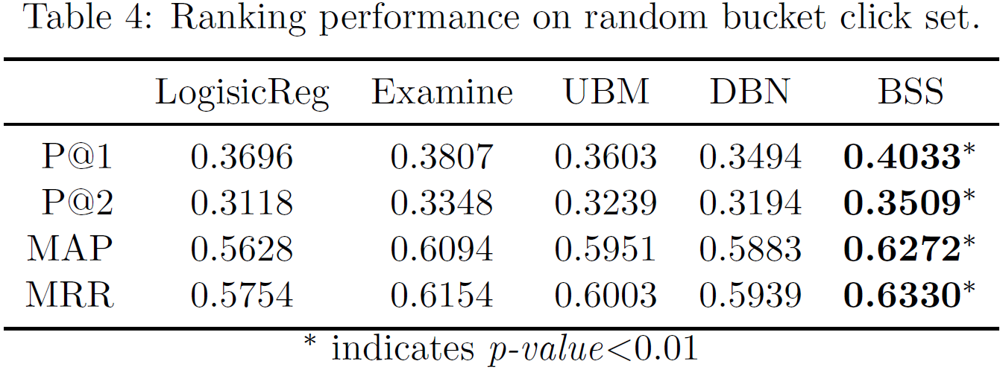 Table 4: Ranking performance on random bucket click set.
LogisicReg Examine UBM DBN BSS
P@1 0.3696 0.3807 0.3603 0.3494 0.4033*
P@2 0.3118 0.3348 0.3239 0.3194 0.3509*
MAP 0.5628 0.6094 0.5951 0.5883 0.6272*
MRR 0.5754 0.6154 0.6003 0.5939 0.6330*
* indicates p-value<0.01